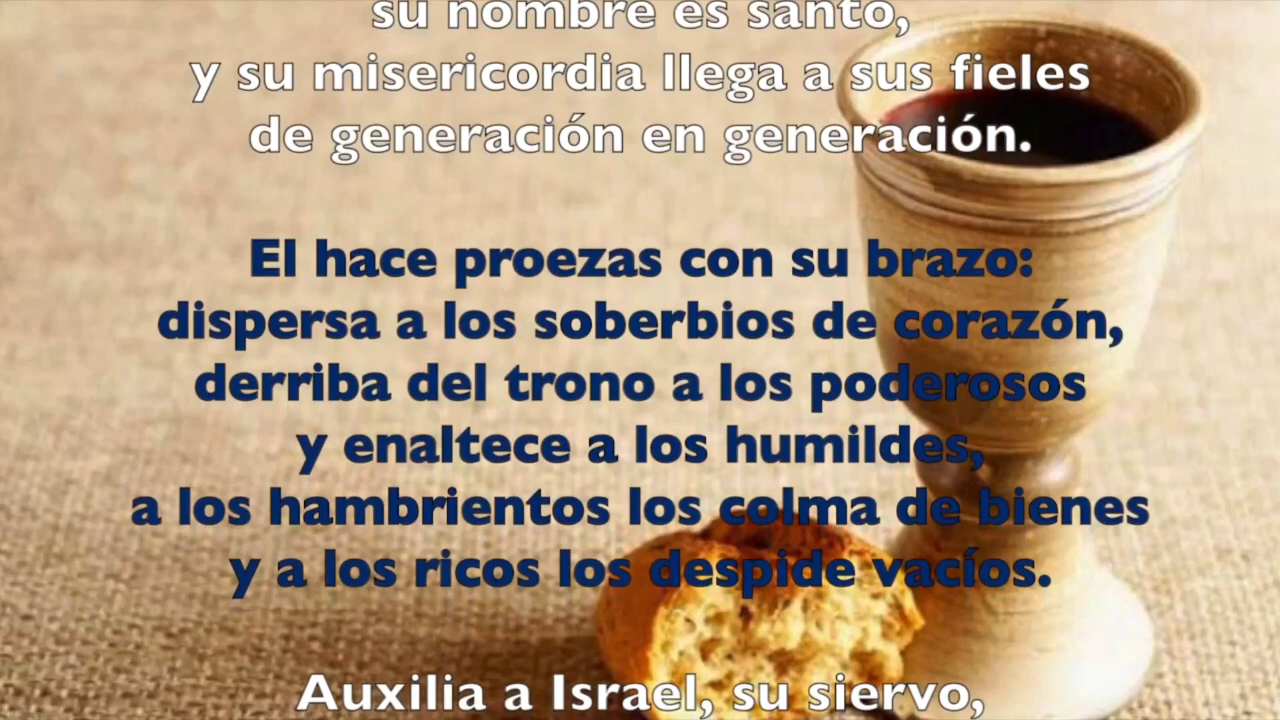 su nombre es santo,
y su misericordia llega a sus fieles
de generación en generación.
El hace proezas con su brazo:
dispersa a los soberbios de corazón,
derriba del trono a los poderosos
y enaltece a los humildes,
a los hambrientos los colma de bienes
y a los ricos los despide vacíos.
Auxilia a Israel, su siervo,